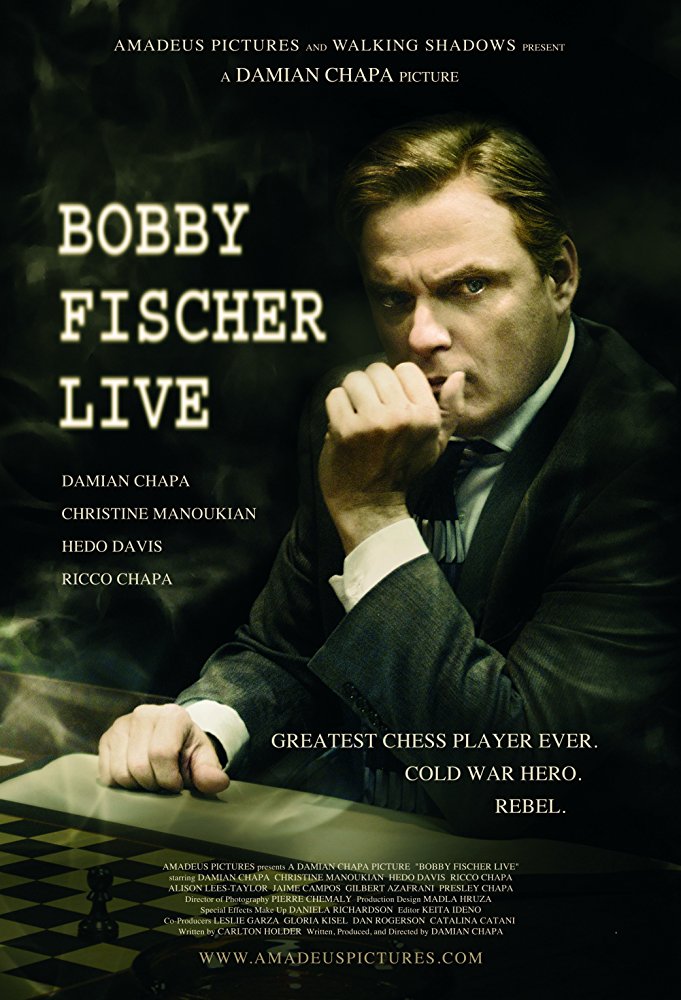 AMADEUS PICTURES AND WALKING SHADOWS PRESENT
A DAMIAN CHAPA PICTURE
BOBBY
FISCHER
LIVE
DAMIAN CHAPA
CHRISTINE MANOUKIAN
HEDO DAVIS
RICCO CHAPA
GREATEST CHESS PLAYER EVER.
COLD WAR HERO.
REBEL.
AMADEUS PICTURES presents A DAMIAN CHAPA PICTURE "BOBBY FISCHER LIVE"
starring DAMIAN CHAPA CHRISTINE MANOUKIAN HEDO DAVIS RICCO CHAPA
ALISON LEES-TAYLOR JAIME CAMPOS GILBERT AZAFRANI PRESLEY CHAPA
Director of Photography PIERRE CHEMALY Production Design MADLA HRUZA
Special Effects Make Up DANIELA RICHARDSON Editor KEITA IDENO
Co-Producers LESLIE GARZA GLORIA KISEL DAN ROGERSON CATALINA CATANI
Written by CARLTON HOLDER Written, Produced, and Directed by DAMIAN CHAPA
WWW.AMADEUSPICTURES.COM